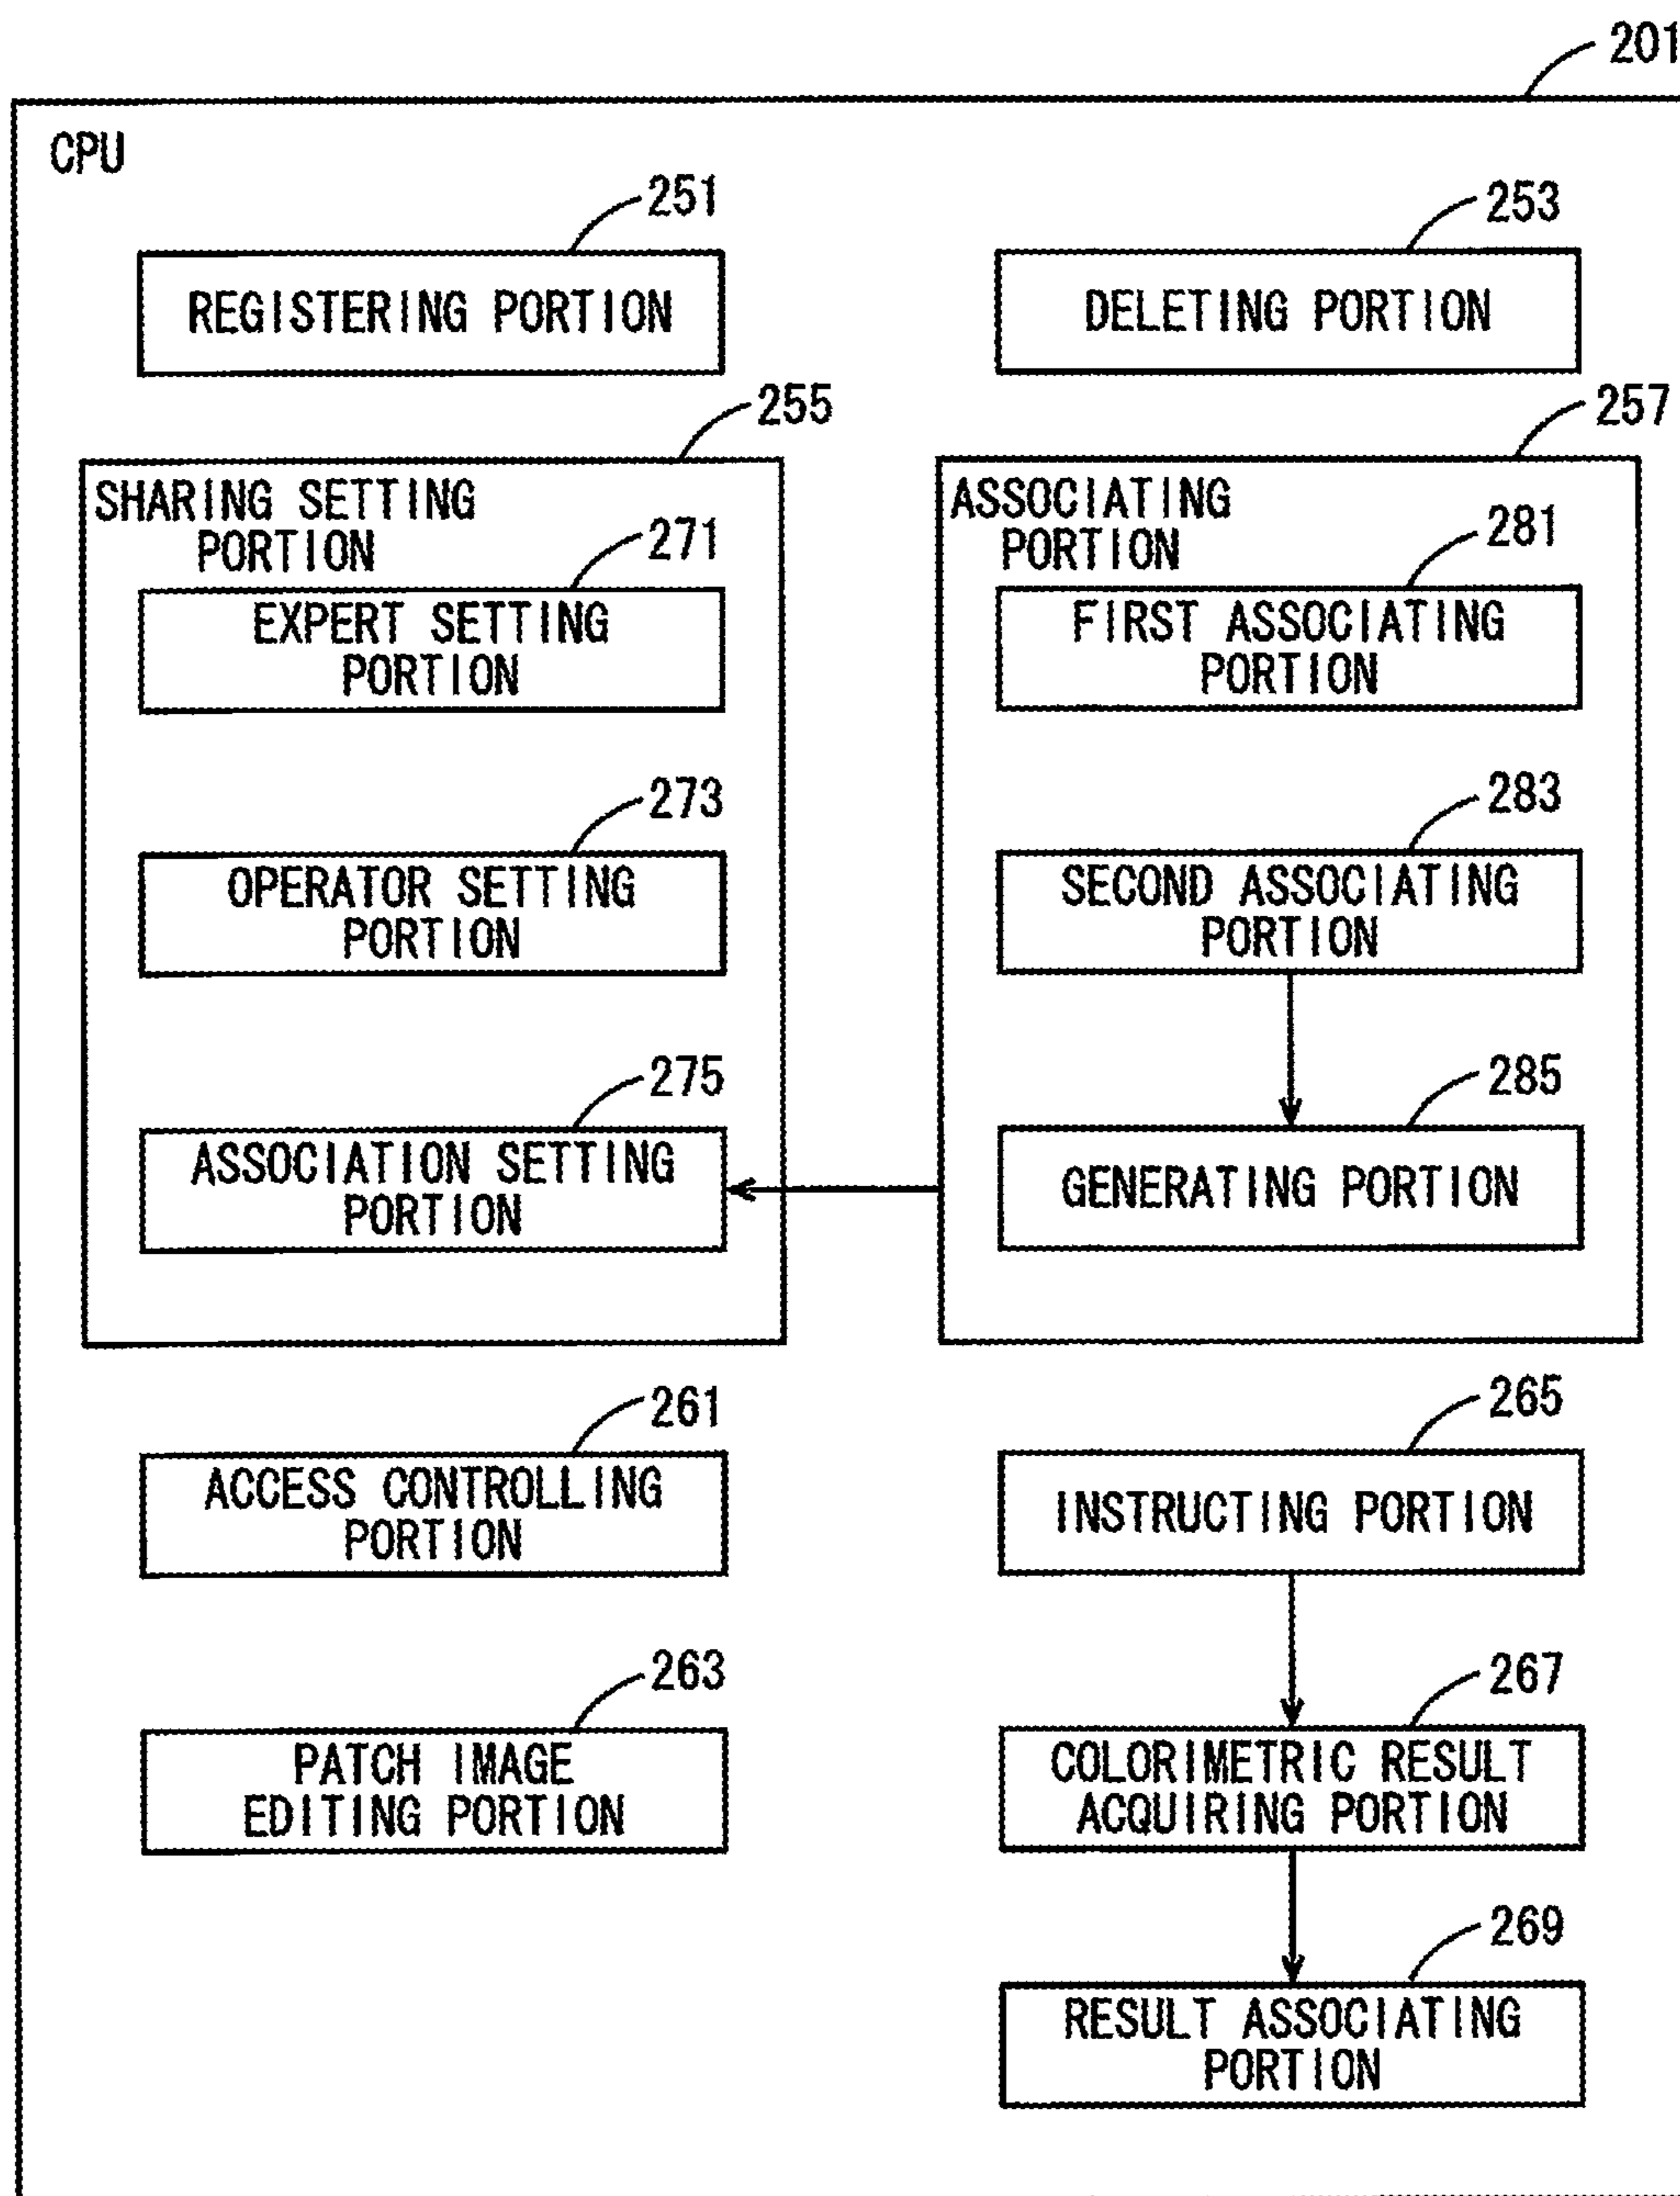 201
CPU
251
REGISTERING PORTION
253
DELETING PORTION
255
SHARING SETTING
PORTION
271
EXPERT SETTING
PORTION
273
OPERATOR SETTING
PORTION
275
ASSOCIATION SETTING
PORTION
257
ASSOCIATING
PORTION
281
FIRST ASSOCIATING
PORTION
283
SECOND ASSOCIATING
PORTION
285
GENERATING PORTION
261
ACCESS CONTROLLING
PORTION
263
PATCH IMAGE
EDITING PORTION
265
INSTRUCTING PORTION
267
COLORIMETRIC RESULT
ACQUIRING PORTION
269
RESULT ASSOCIATING
PORTION